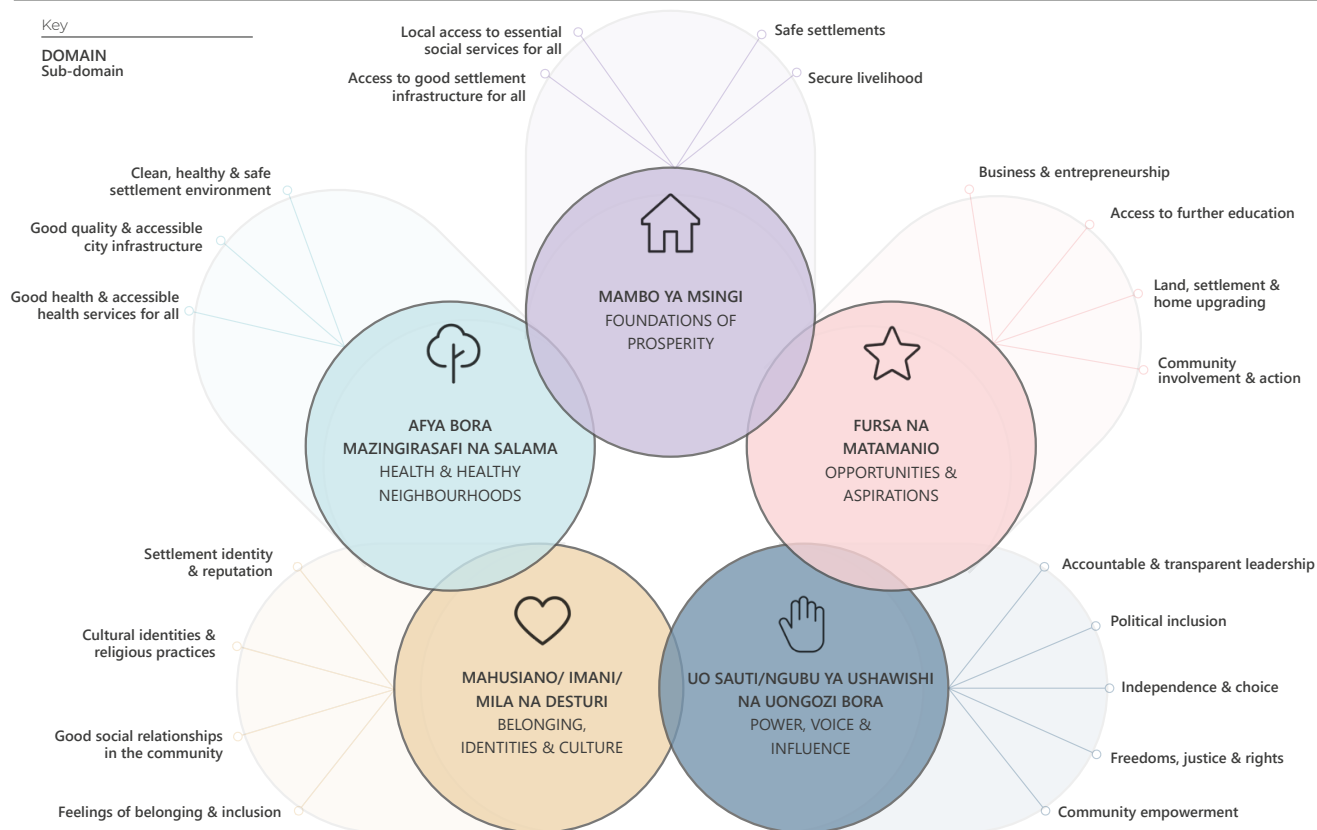 Key
DOMAIN
Sub-domain
Local access to essential
social services for all
Access to good settlement
infrastructure for all
Safe settlements
Secure livelihood
Clean, healthy & safe
settlement environment
Good quality & accessible
city infrastructure
Good health & accessible
health services for all
Business & entrepreneurship
Access to further education
Land, settlement &
home upgrading
Community
involvement & action
MAMBO YA MSINGI
FOUNDATIONS OF
PROSPERITY
AFYA BORA
MAZINGIRASAFI NA SALAMA
HEALTH & HEALTHY
NEIGHBOURHOODS
FURSA NA
MATAMANIO
OPPORTUNITIES &
ASPIRATIONS
Settlement identity
& reputation
Cultural identities &
religious practices
Good social relationships
in the community
Feelings of belonging & inclusion
MAHUSIANO/ IMANI/
MILA NA DESTURI
BELONGING,
IDENTITIES & CULTURE
UO SAUTI/NGUBU YA USHAWISHI
NA UONGOZI BORA
POWER, VOICE &
INFLUENCE
Accountable & transparent leadership
Political inclusion
Independence & choice
Freedoms, justice & rights
Community empowerment